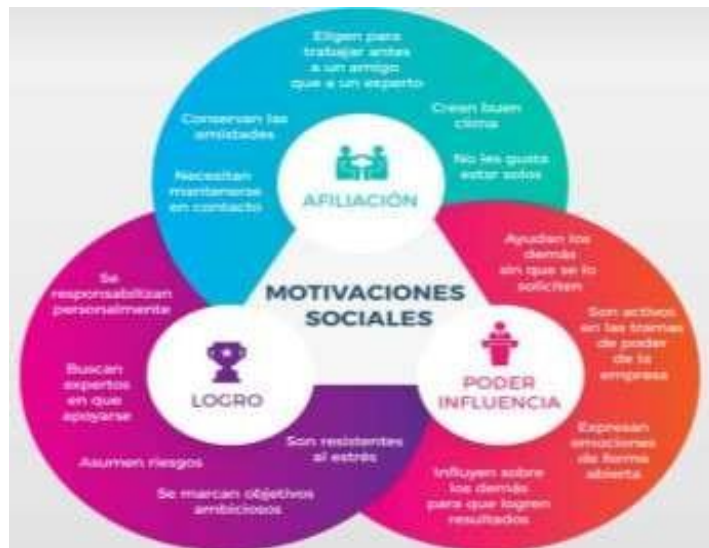 Eligen para
trabajar antes
a un amigo
que a un experto
Conservan las
amistades
Crean buen
clima
Necesitan
mantenerse
en contacto
No les gusta
estar solos
AFILIACIÓN
MOTIVACIONES
SOCIALES
Se
responsabilizan
personalmente
Buscan
expertos
en que
apoyarse
Asumen riesgos
Se marcan objetivos
ambiciosos
Son resistentes
al estrés
LOGRO
Ayudan los
demás
sin que se lo
soliciten
Son activos
en las tramas
de poder
de la
empresa
Expresan
emociones
de forma
abierta
Influyen sobre
los demás
para que logren
resultados
PODER
INFLUENCIA